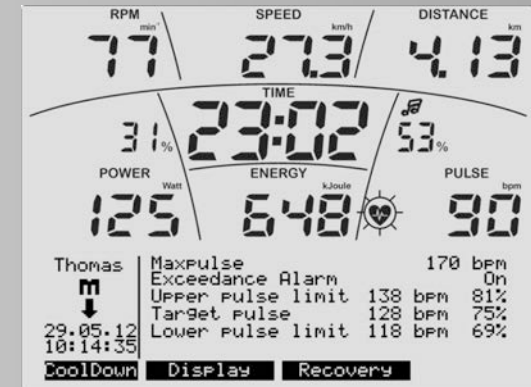 RPM SPEED DISTANCE
min⁻ km/h km
77 27.3 4.13
TIME
23:02
31% 53%
POWER ENERGY PULSE
Watt kJoule bpm
125 648 90
Thomas
m
29.05.12
10:14:35
Maxpulse 170 bpm
Exceedance Alarm On
Upper pulse limit 138 bpm 81%
Target pulse 128 bpm 75%
Lower pulse limit 118 bpm 69%
CoolDown Display Recovery